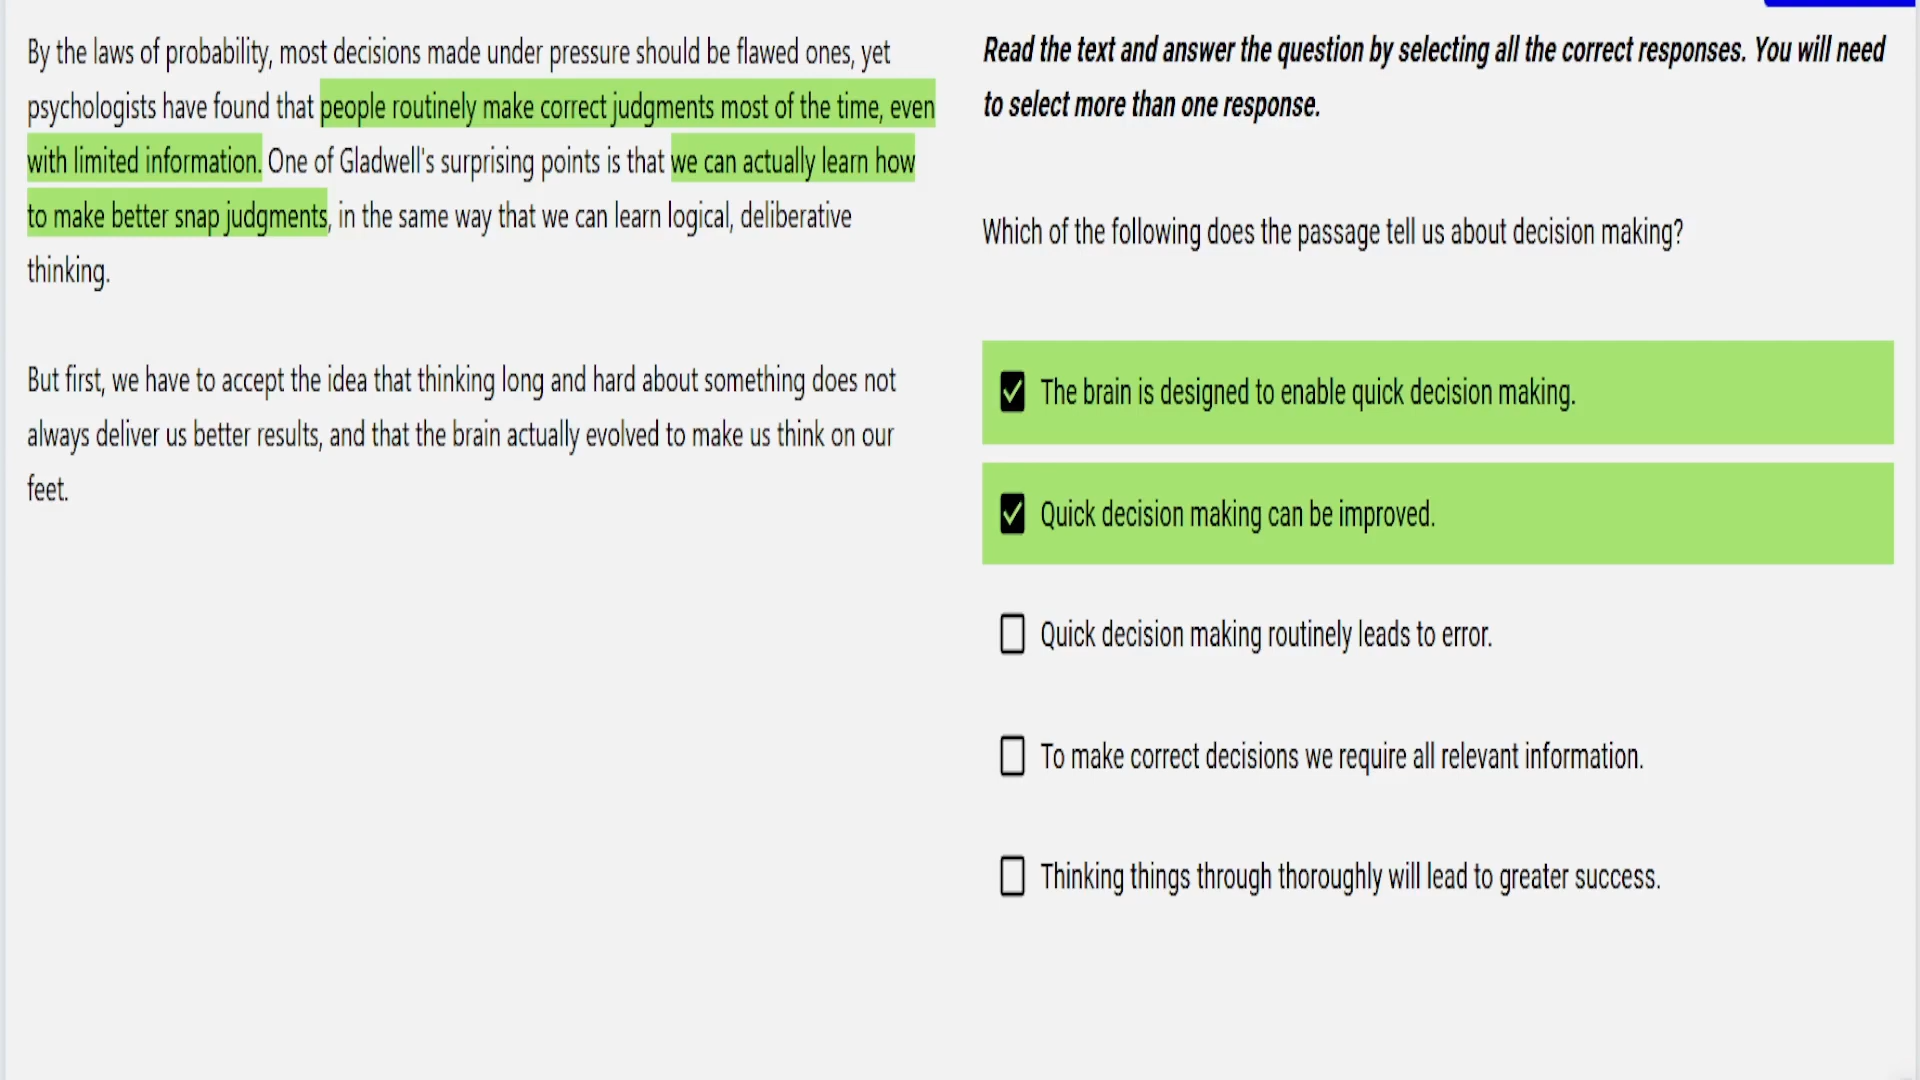 By the laws of probability, most decisions made under pressure should be flawed ones, yet
psychologists have found that people routinely make correct judgments most of the time, even
with limited information. One of Gladwell's surprising points is that we can actually learn how
to make better snap judgments, in the same way that we can learn logical, deliberative
thinking.
But first, we have to accept the idea that thinking long and hard about something does not
always deliver us better results, and that the brain actually evolved to make us think on our
feet.
Read the text and answer the question by selecting all the correct responses. You will need
to select more than one response.
Which of the following does the passage tell us about decision making?
The brain is designed to enable quick decision making.
Quick decision making can be improved.
Quick decision making routinely leads to error.
To make correct decisions we require all relevant information.
Thinking things through thoroughly will lead to greater success.